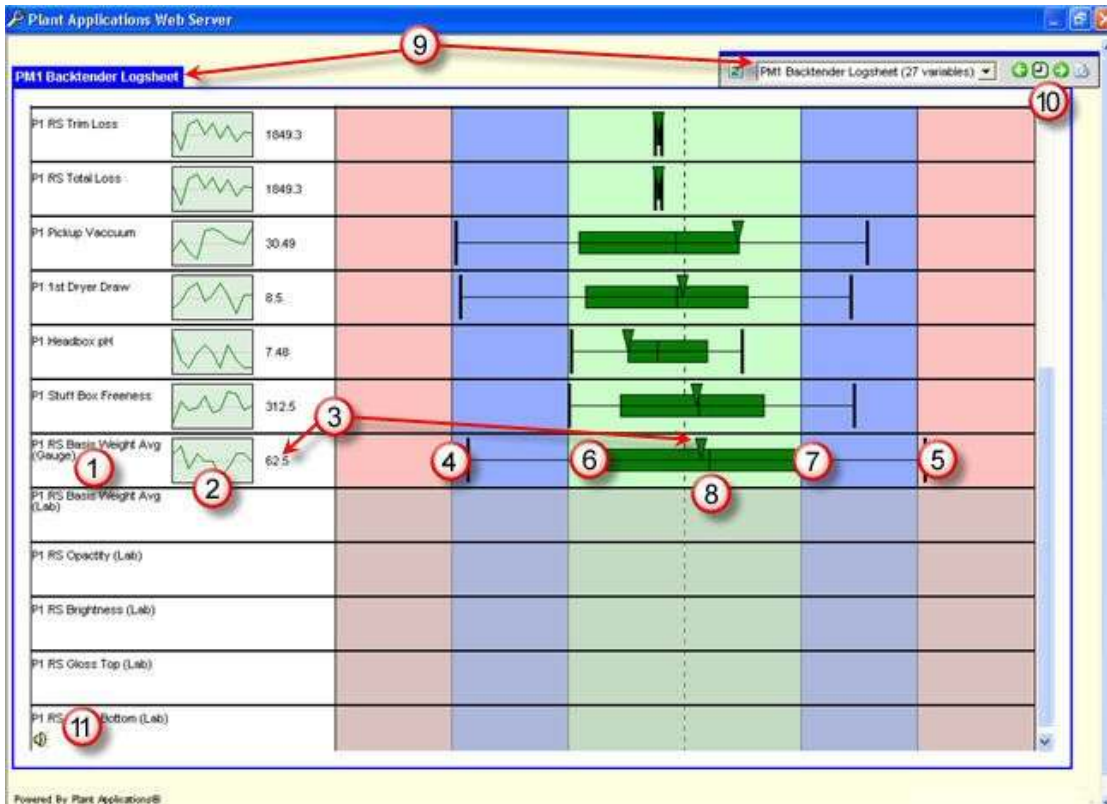 Plant Applications Web Server
9
PM1 Backtender Logsheet
PM1 Backtender Logsheet (27 variables)
10
P1 RS Trim Loss
1849.3
P1 RS Total Loss
1849.3
P1 Pickup Vaccuum
30.49
P1 1st Dryer Draw
8.5
P1 Headbox pH
7.48
P1 Stuff Box Freeness
312.5
3
P1 RS Basis Weight Avg
(Gauge)
62.5
1
2
4
6
8
7
5
P1 RS Basis Weight Avg
(Lab)
P1 RS Opacity (Lab)
P1 RS Brightness (Lab)
P1 RS Gloss Top (Lab)
P1 RS Bottom (Lab)
11
Powered By Plant Applications®